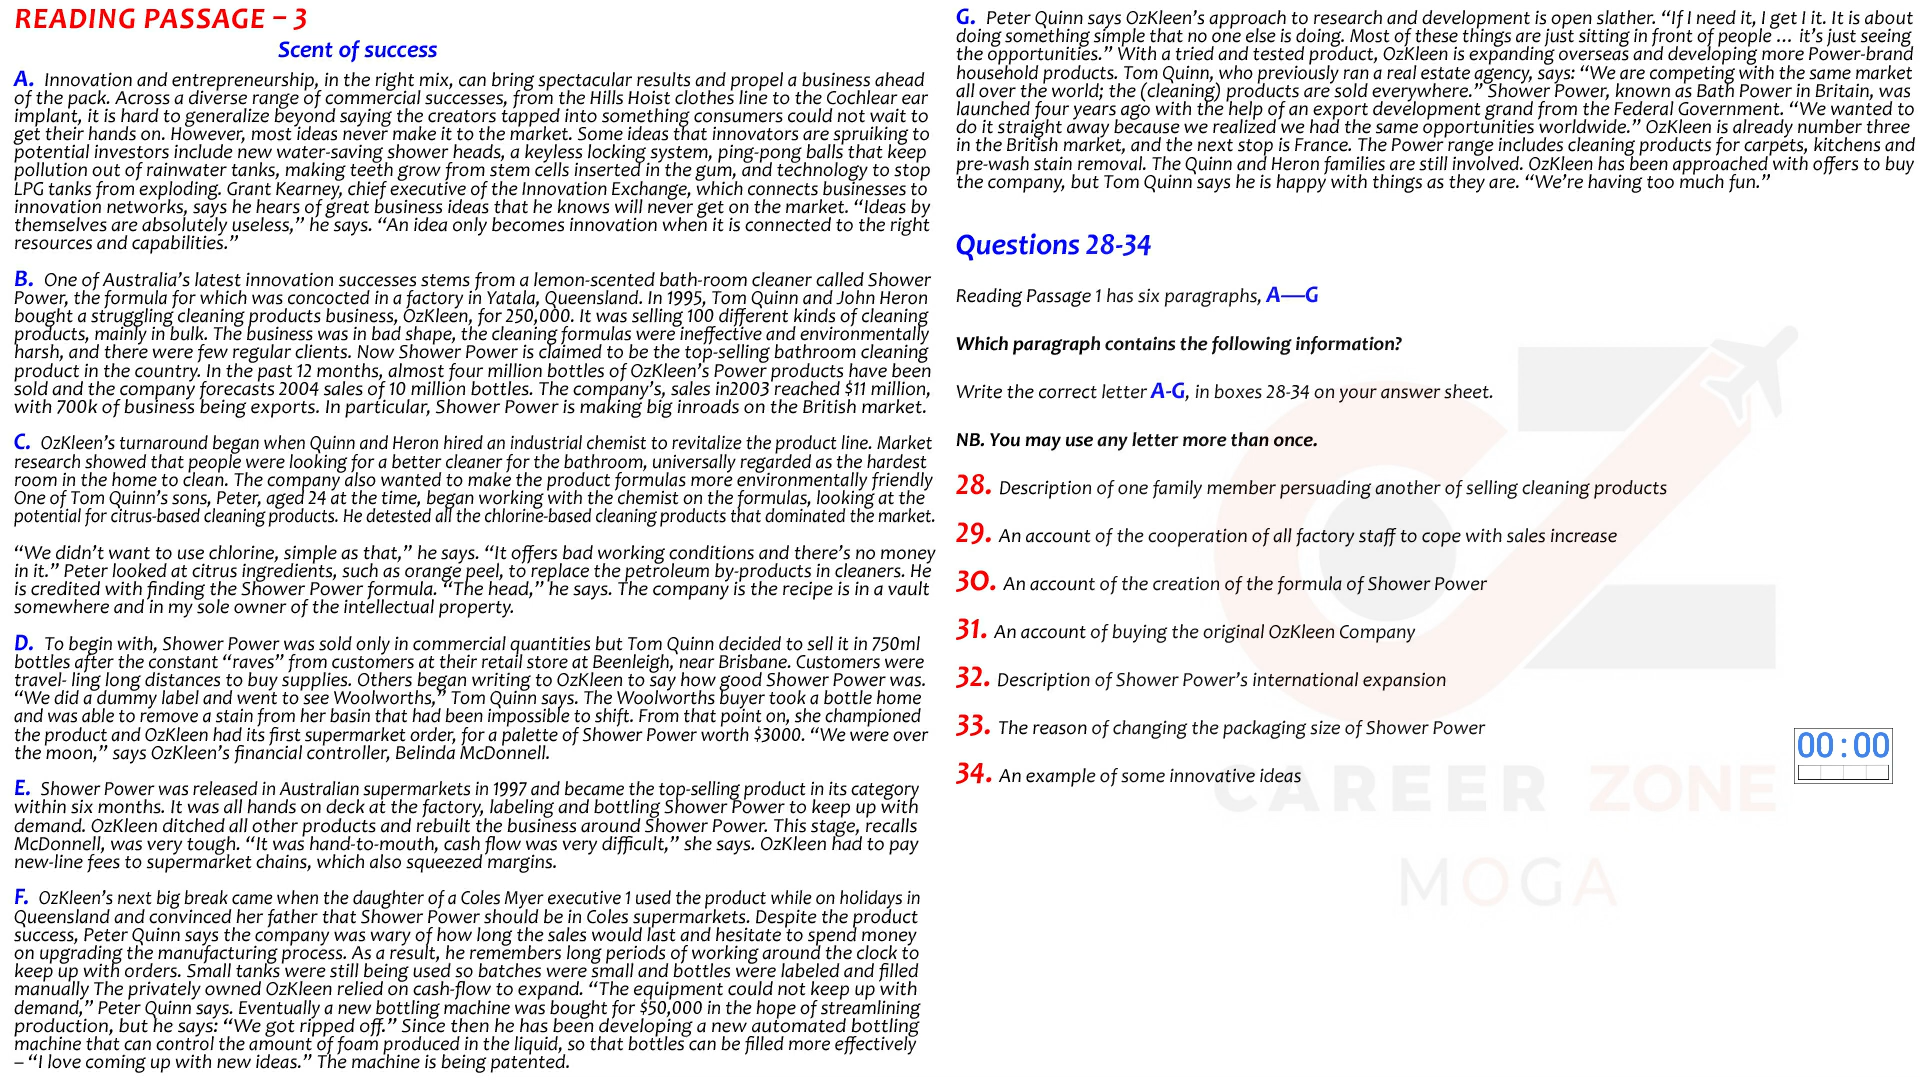 READING PASSAGE – 3
Scent of success
A. Innovation and entrepreneurship, in the right mix, can bring spectacular results and propel a business ahead
of the pack. Across a diverse range of commercial successes, from the Hills Hoist clothes line to the Cochlear ear
implant, it is hard to generalize beyond saying the creators tapped into something consumers could not wait to
get their hands on. However, most ideas never make it to the market. Some ideas that innovators are spruiking to
potential investors include new water-saving shower heads, a keyless locking system, ping-pong balls that keep
pollution out of rainwater tanks, making teeth grow from stem cells inserted in the gum, and technology to stop
LPG tanks from exploding. Grant Kearney, chief executive of the Innovation Exchange, which connects businesses to
innovation networks, says he hears of great business ideas that he knows will never get on the market. “Ideas by
themselves are absolutely useless,” he says. “An idea only becomes innovation when it is connected to the right
resources and capabilities.”
B. One of Australia’s latest innovation successes stems from a lemon-scented bath-room cleaner called Shower
Power, the formula for which was concocted in a factory in Yatala, Queensland. In 1995, Tom Quinn and John Heron
bought a struggling cleaning products business, OzKleen, for 250,000. It was selling 100 different kinds of cleaning
products, mainly in bulk. The business was in bad shape, the cleaning formulas were ineffective and environmentally
harsh, and there were few regular clients. Now Shower Power is claimed to be the top-selling bathroom cleaning
product in the country. In the past 12 months, almost four million bottles of OzKleen’s Power products have been
sold and the company forecasts 2004 sales of 10 million bottles. The company’s, sales in2003 reached $11 million,
with 700k of business being exports. In particular, Shower Power is making big inroads on the British market.
C. OzKleen’s turnaround began when Quinn and Heron hired an industrial chemist to revitalize the product line. Market
research showed that people were looking for a better cleaner for the bathroom, universally regarded as the hardest
room in the home to clean. The company also wanted to make the product formulas more environmentally friendly
One of Tom Quinn’s sons, Peter, aged 24 at the time, began working with the chemist on the formulas, looking at the
potential for citrus-based cleaning products. He detested all the chlorine-based cleaning products that dominated the market.
“We didn’t want to use chlorine, simple as that,” he says. “It offers bad working conditions and there’s no money
in it.” Peter looked at citrus ingredients, such as orange peel, to replace the petroleum by-products in cleaners. He
is credited with finding the Shower Power formula. “The head,” he says. The company is the recipe is in a vault
somewhere and in my sole owner of the intellectual property.
D. To begin with, Shower Power was sold only in commercial quantities but Tom Quinn decided to sell it in 750ml
bottles after the constant “raves” from customers at their retail store at Beenleigh, near Brisbane. Customers were
travel- ling long distances to buy supplies. Others began writing to OzKleen to say how good Shower Power was.
“We did a dummy label and went to see Woolworths,” Tom Quinn says. The Woolworths buyer took a bottle home
and was able to remove a stain from her basin that had been impossible to shift. From that point on, she championed
the product and OzKleen had its first supermarket order, for a palette of Shower Power worth $3000. “We were over
the moon,” says OzKleen’s financial controller, Belinda McDonnell.
E. Shower Power was released in Australian supermarkets in 1997 and became the top-selling product in its category
within six months. It was all hands on deck at the factory, labeling and bottling Shower Power to keep up with
demand. OzKleen ditched all other products and rebuilt the business around Shower Power. This stage, recalls
McDonnell, was very tough. “It was hand-to-mouth, cash flow was very difficult,” she says. OzKleen had to pay
new-line fees to supermarket chains, which also squeezed margins.
F. OzKleen’s next big break came when the daughter of a Coles Myer executive 1 used the product while on holidays in
Queensland and convinced her father that Shower Power should be in Coles supermarkets. Despite the product
success, Peter Quinn says the company was wary of how long the sales would last and hesitate to spend money
on upgrading the manufacturing process. As a result, he remembers long periods of working around the clock to
keep up with orders. Small tanks were still being used so batches were small and bottles were labeled and filled
manually The privately owned OzKleen relied on cash-flow to expand. “The equipment could not keep up with
demand,” Peter Quinn says. Eventually a new bottling machine was bought for $50,000 in the hope of streamlining
production, but he says: “We got ripped off.” Since then he has been developing a new automated bottling
machine that can control the amount of foam produced in the liquid, so that bottles can be filled more effectively
– “I love coming up with new ideas.” The machine is being patented.
G. Peter Quinn says OzKleen’s approach to research and development is open slather. “If I need it, I get I it. It is about
doing something simple that no one else is doing. Most of these things are just sitting in front of people ... it’s just seeing
the opportunities.” With a tried and tested product, OzKleen is expanding overseas and developing more Power-brand
household products. Tom Quinn, who previously ran a real estate agency, says: “We are competing with the same market
all over the world; the (cleaning) products are sold everywhere.” Shower Power, known as Bath Power in Britain, was
launched four years ago with the help of an export development grand from the Federal Government. “We wanted to
do it straight away because we realized we had the same opportunities worldwide.” OzKleen is already number three
in the British market, and the next stop is France. The Power range includes cleaning products for carpets, kitchens and
pre-wash stain removal. The Quinn and Heron families are still involved. OzKleen has been approached with offers to buy
the company, but Tom Quinn says he is happy with things as they are. “We’re having too much fun.”
Questions 28-34
Reading Passage 1 has six paragraphs, A—G
Which paragraph contains the following information?
Write the correct letter A-G, in boxes 28-34 on your answer sheet.
NB. You may use any letter more than once.
28. Description of one family member persuading another of selling cleaning products
29. An account of the cooperation of all factory staff to cope with sales increase
30. An account of the creation of the formula of Shower Power
31. An account of buying the original OzKleen Company
32. Description of Shower Power’s international expansion
33. The reason of changing the packaging size of Shower Power
34. An example of some innovative ideas
00:00
CAREER ZONE
MOGA